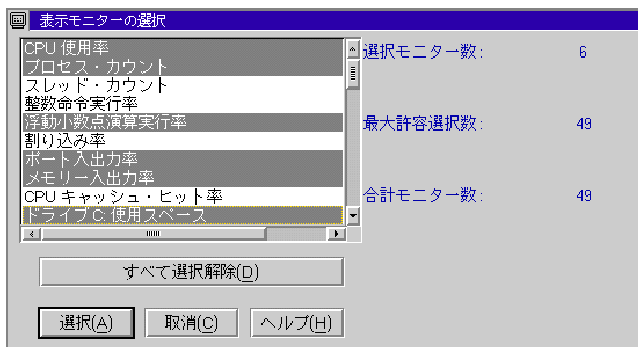 表示モニターの選択
CPU 使用率
プロセス・カウント
スレッド・カウント
整数命令実行率
浮動小数点演算実行率
割り込み率
ポート入出力率
メモリー入出力率
CPU キャッシュ・ヒット率
ドライブ C: 使用スペース
選択モニター数: 6
最大許容選択数: 49
合計モニター数: 49
すべて選択解除(D)
選択(A) 取消(C) ヘルプ(H)